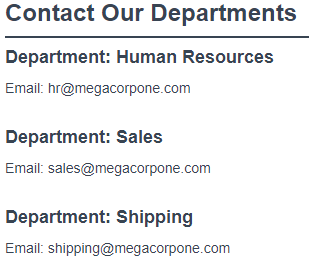 Contact Our Departments
Department: Human Resources
Email: hr@megacorpone.com
Department: Sales
Email: sales@megacorpone.com
Department: Shipping
Email: shipping@megacorpone.com